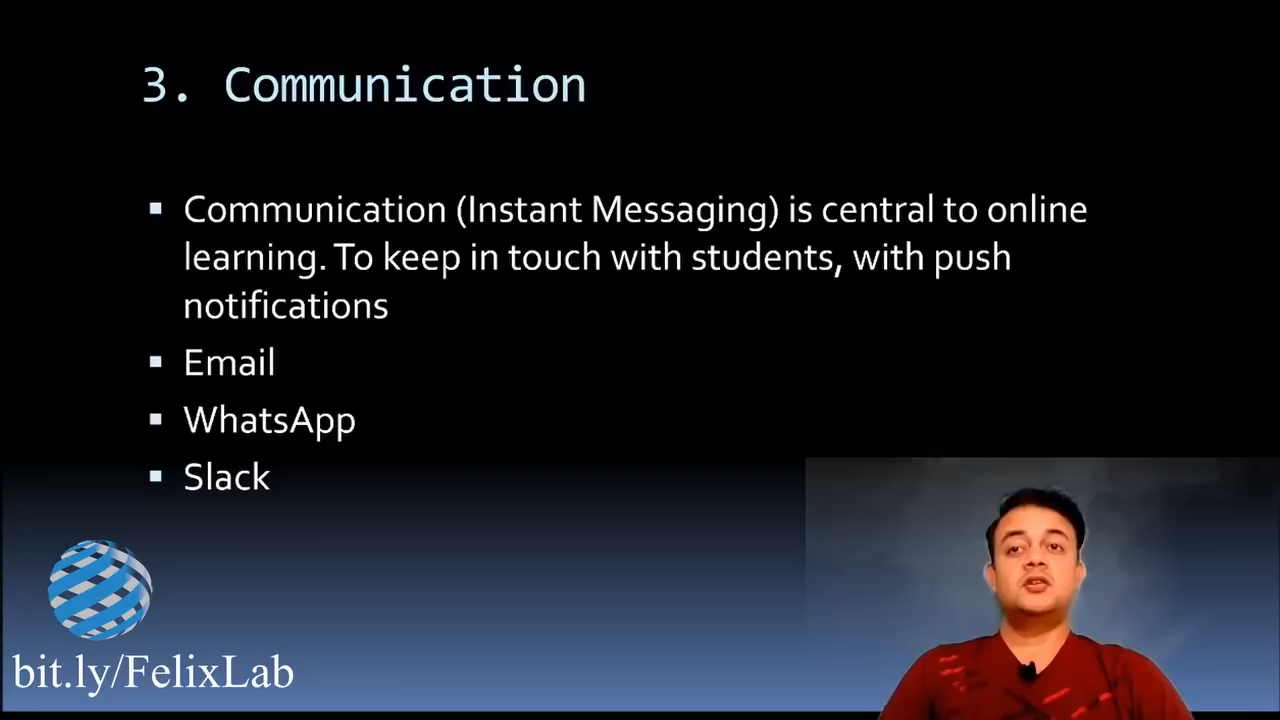 3. Communication
▪ Communication (Instant Messaging) is central to online
learning. To keep in touch with students, with push
notifications
▪ Email
▪ WhatsApp
▪ Slack
bit.ly/FelixLab